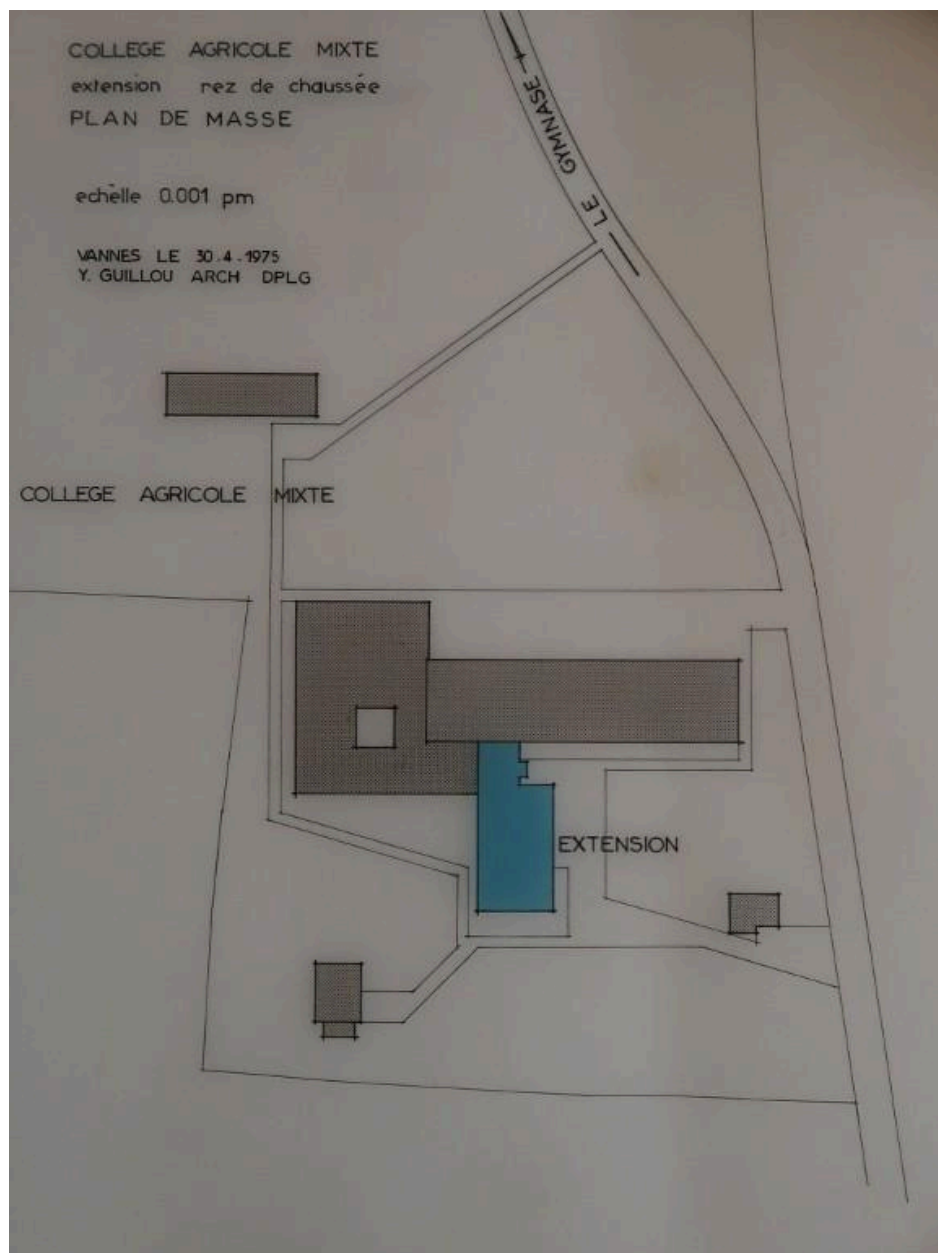 COLLEGE AGRICOLE MIXTE
extension rez de chaussée
PLAN DE MASSE
echelle 0.001 pm
VANNES LE 30.4.1975
Y. GUILLOU ARCH DPLG
LE GYMNASE
COLLEGE AGRICOLE MIXTE
EXTENSION